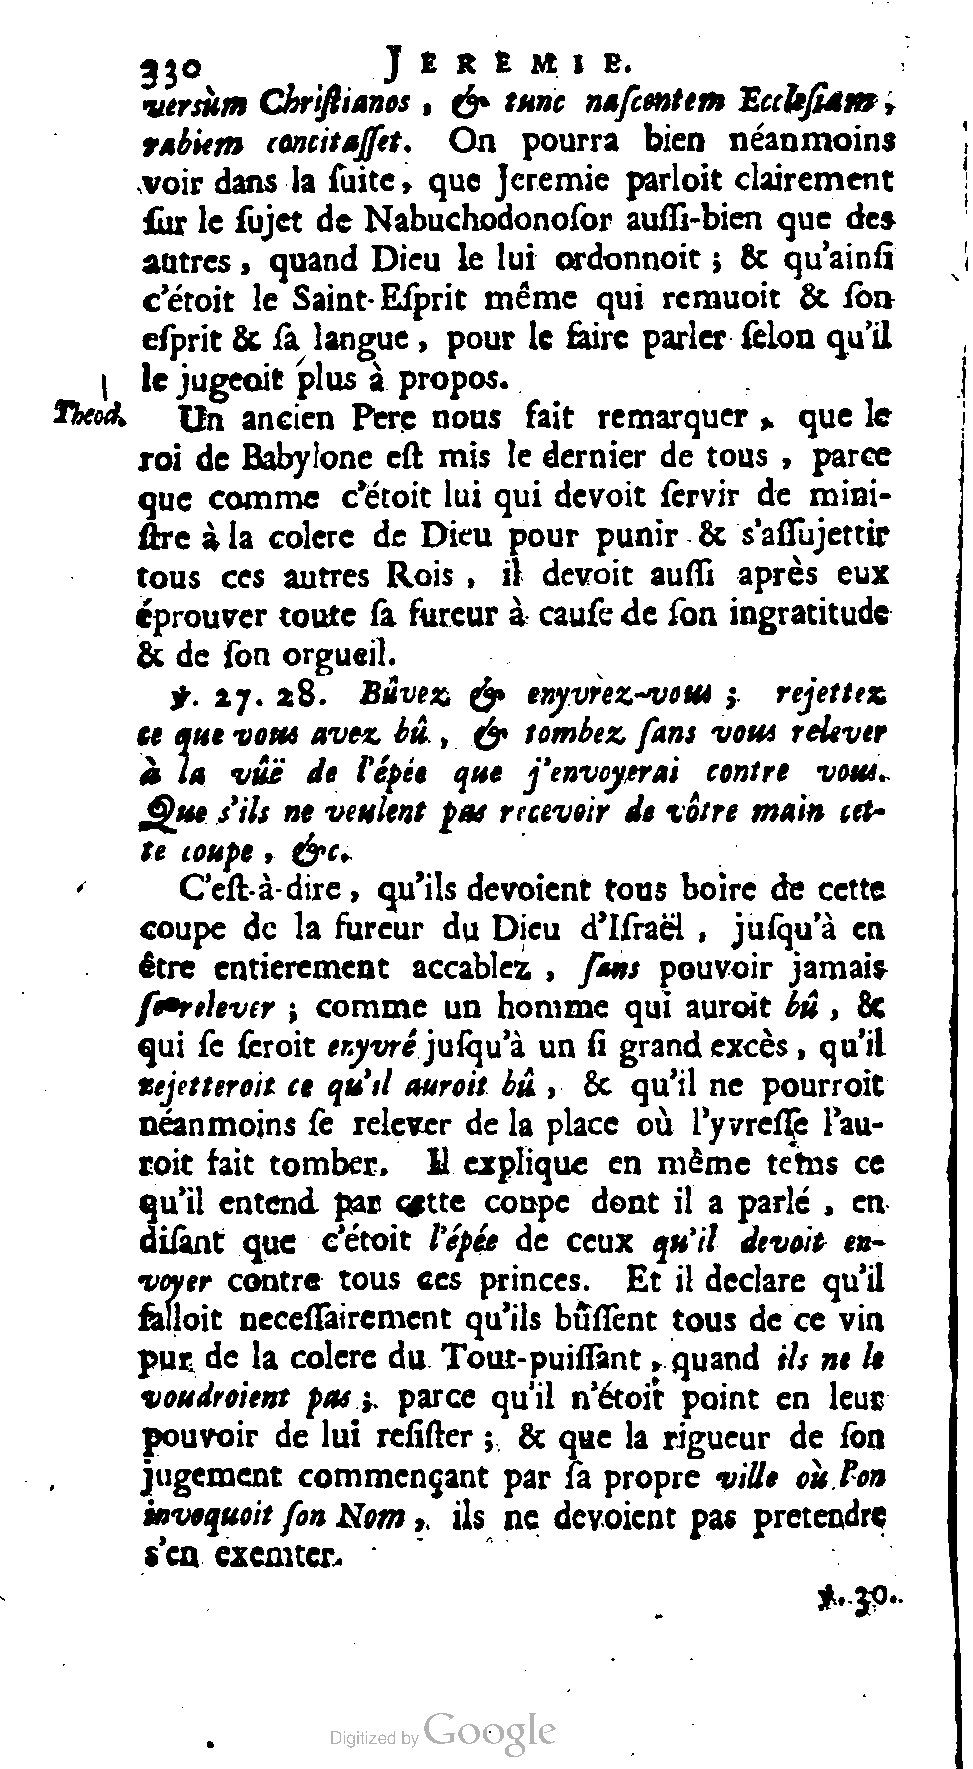 330 JEREMIE.
versùm Chriſtianos, & tunc naſcentem Eccleſiam,
rabiem concitaſſet. On pourra bien néanmoins
voir dans la ſuite, que Jeremie parloit clairement
ſur le ſujet de Nabuchodonoſor auſſi-bien que des
autres, quand Dieu le lui ordonnoit ; & qu'ainſi
c'étoit le Saint-Eſprit même qui remuoit & ſon
eſprit & ſa langue, pour le faire parler ſelon qu'il
le jugeoit plus à propos.
Theod. Un ancien Pere nous fait remarquer, que le
roi de Babylone eſt mis le dernier de tous, parce
que comme c'étoit lui qui devoit ſervir de mini-
ſtre à la colere de Dieu pour punir & s'aſſujettir
tous ces autres Rois, il devoit auſſi après eux
éprouver toute ſa fureur à cauſe de ſon ingratitude
& de ſon orgueil.
℣. 27. 28. Bûvez & enyvrez-vous ; rejettez
ce que vous avez bû, & tombez ſans vous relever
à la vûë de l'épée que j'envoyerai contre vous.
Que s'ils ne veulent pas recevoir de vôtre main cet-
te coupe, &c.
C'eſt-à-dire, qu'ils devoient tous boire de cette
coupe de la fureur du Dieu d'Iſraël, juſqu'à en
être entierement accablez, ſans pouvoir jamais
ſe relever ; comme un homme qui auroit bû, &
qui ſe ſeroit enyvré juſqu'à un ſi grand excès, qu'il
rejetteroit ce qu'il auroit bû, & qu'il ne pourroit
néanmoins ſe relever de la place où l'yvreſſe l'au-
roit fait tomber. Il explique en même tems ce
qu'il entend par cette coupe dont il a parlé, en
diſant que c'étoit l'épée de ceux qu'il devoit en-
voyer contre tous ces princes. Et il declare qu'il
falloit neceſſairement qu'ils bûſſent tous de ce vin
pur de la colere du Tout-puiſſant, quand ils ne le
voudroient pas ; parce qu'il n'étoit point en leur
pouvoir de lui reſiſter ; & que la rigueur de ſon
jugement commençant par ſa propre ville où l'on
invoquoit ſon Nom, ils ne devoient pas pretendre
s'en exemter.
℣. 30.
Digitized by Google